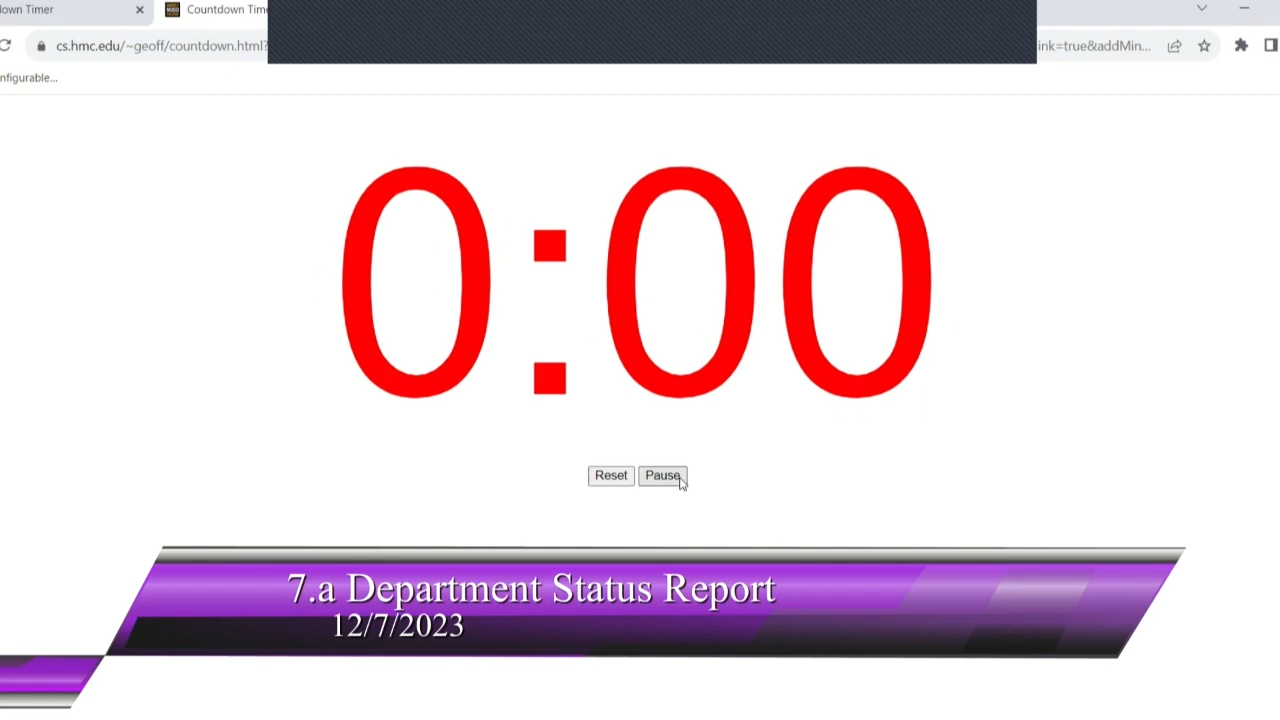 own Timer
Countdown Time
cs.hmc.edu/~geoff/countdown.html?
ink=true&addMin...
nfigurable...
0:00
Reset Pause
7.a Department Status Report
12/7/2023